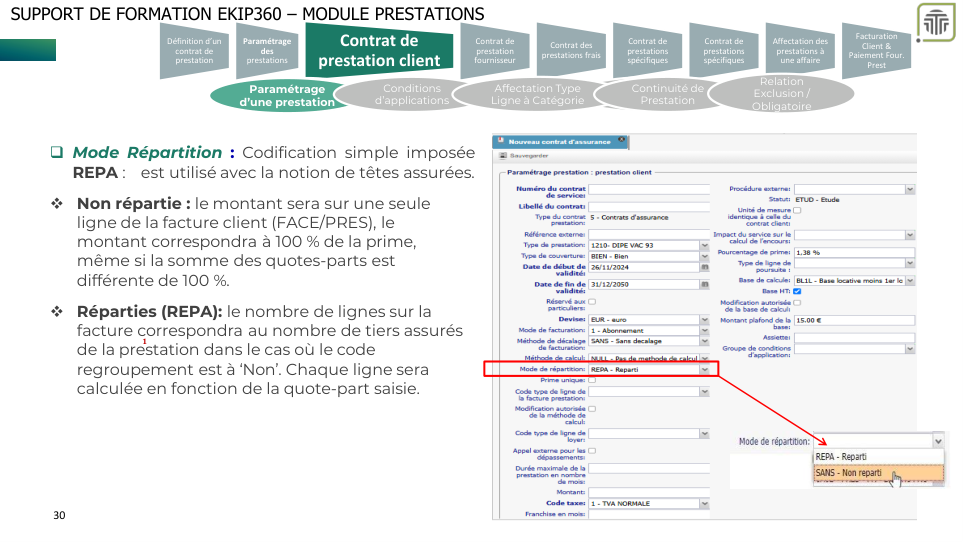 SUPPORT DE FORMATION EKIP360 – MODULE PRESTATIONS
Définition d'un
contrat de
prestation
Paramétrage
des
prestations
Contrat de
prestation client
Contrat de
prestation
fournisseur
Contrat des
prestations frais
Contrat de
prestations
spécifiques
Contrat de
prestations
spécifiques
Affectation des
prestations à
une affaire
Facturation
Client &
Paiement Four.
Prest
Paramétrage
d'une prestation
Conditions
d'applications
Affectation Type
Ligne à Catégorie
Continuité de
Prestation
Relation
Exclusion /
Obligatoire
Mode Répartition : Codification simple imposée
REPA : est utilisé avec la notion de têtes assurées.
Non répartie : le montant sera sur une seule
ligne de la facture client (FACE/PRES), le
montant correspondra à 100 % de la prime,
même si la somme des quotes-parts est
différente de 100 %.
Réparties (REPA): le nombre de lignes sur la
facture correspondra au nombre de tiers assurés
1
de la prestation dans le cas où le code
regroupement est à 'Non'. Chaque ligne sera
calculée en fonction de la quote-part saisie.
Nouveau contrat d'assurance
Sauvegarder
Paramétrage prestation : prestation client
Numéro du contrat
de service:
Libellé du contrat:
Type du contrat
prestation: 5 - Contrats d'assurance
Référence externe:
Type de prestation: 1210- DIPE VAC 93
Type de couverture: BIEN - Bien
Date de début de
validité: 26/11/2024
Date de fin de
validité: 31/12/2050
Réservé aux
particuliers:
Devise: EUR - euro
Mode de facturation: 1 - Abonnement
Méthode de décalage
de facturation: SANS - Sans decalage
Méthode de calcul: NULL - Pas de methode de calcul
Mode de répartition: REPA - Reparti
Prime unique:
Code type de ligne de
la facture prestation:
Modification autorisée
de la méthode de
calcul:
Code type de ligne de
loyer:
Appel externe pour les
dépassements:
Durée maximale de la
prestation en nombre
de mois:
Montant:
Code taxe: 1 - TVA NORMALE
Franchise en mois:
Procédure externe:
Statut: ETUD - Etude
Unité de mesure
identique à celle du
contrat client:
Impact du service sur le
calcul de l'encours:
Pourcentage de prime: 1,38 %
Type de ligne de
poursuite :
Base de calcule: BL1L - Base locative moins 1er lo
Base HT:
Modification autorisée
de la base de calcul:
Montant plafond de la
base: 15.00 €
Assiette:
Groupe de conditions
d'application:
Mode de répartition:
REPA - Reparti
SANS - Non reparti
30